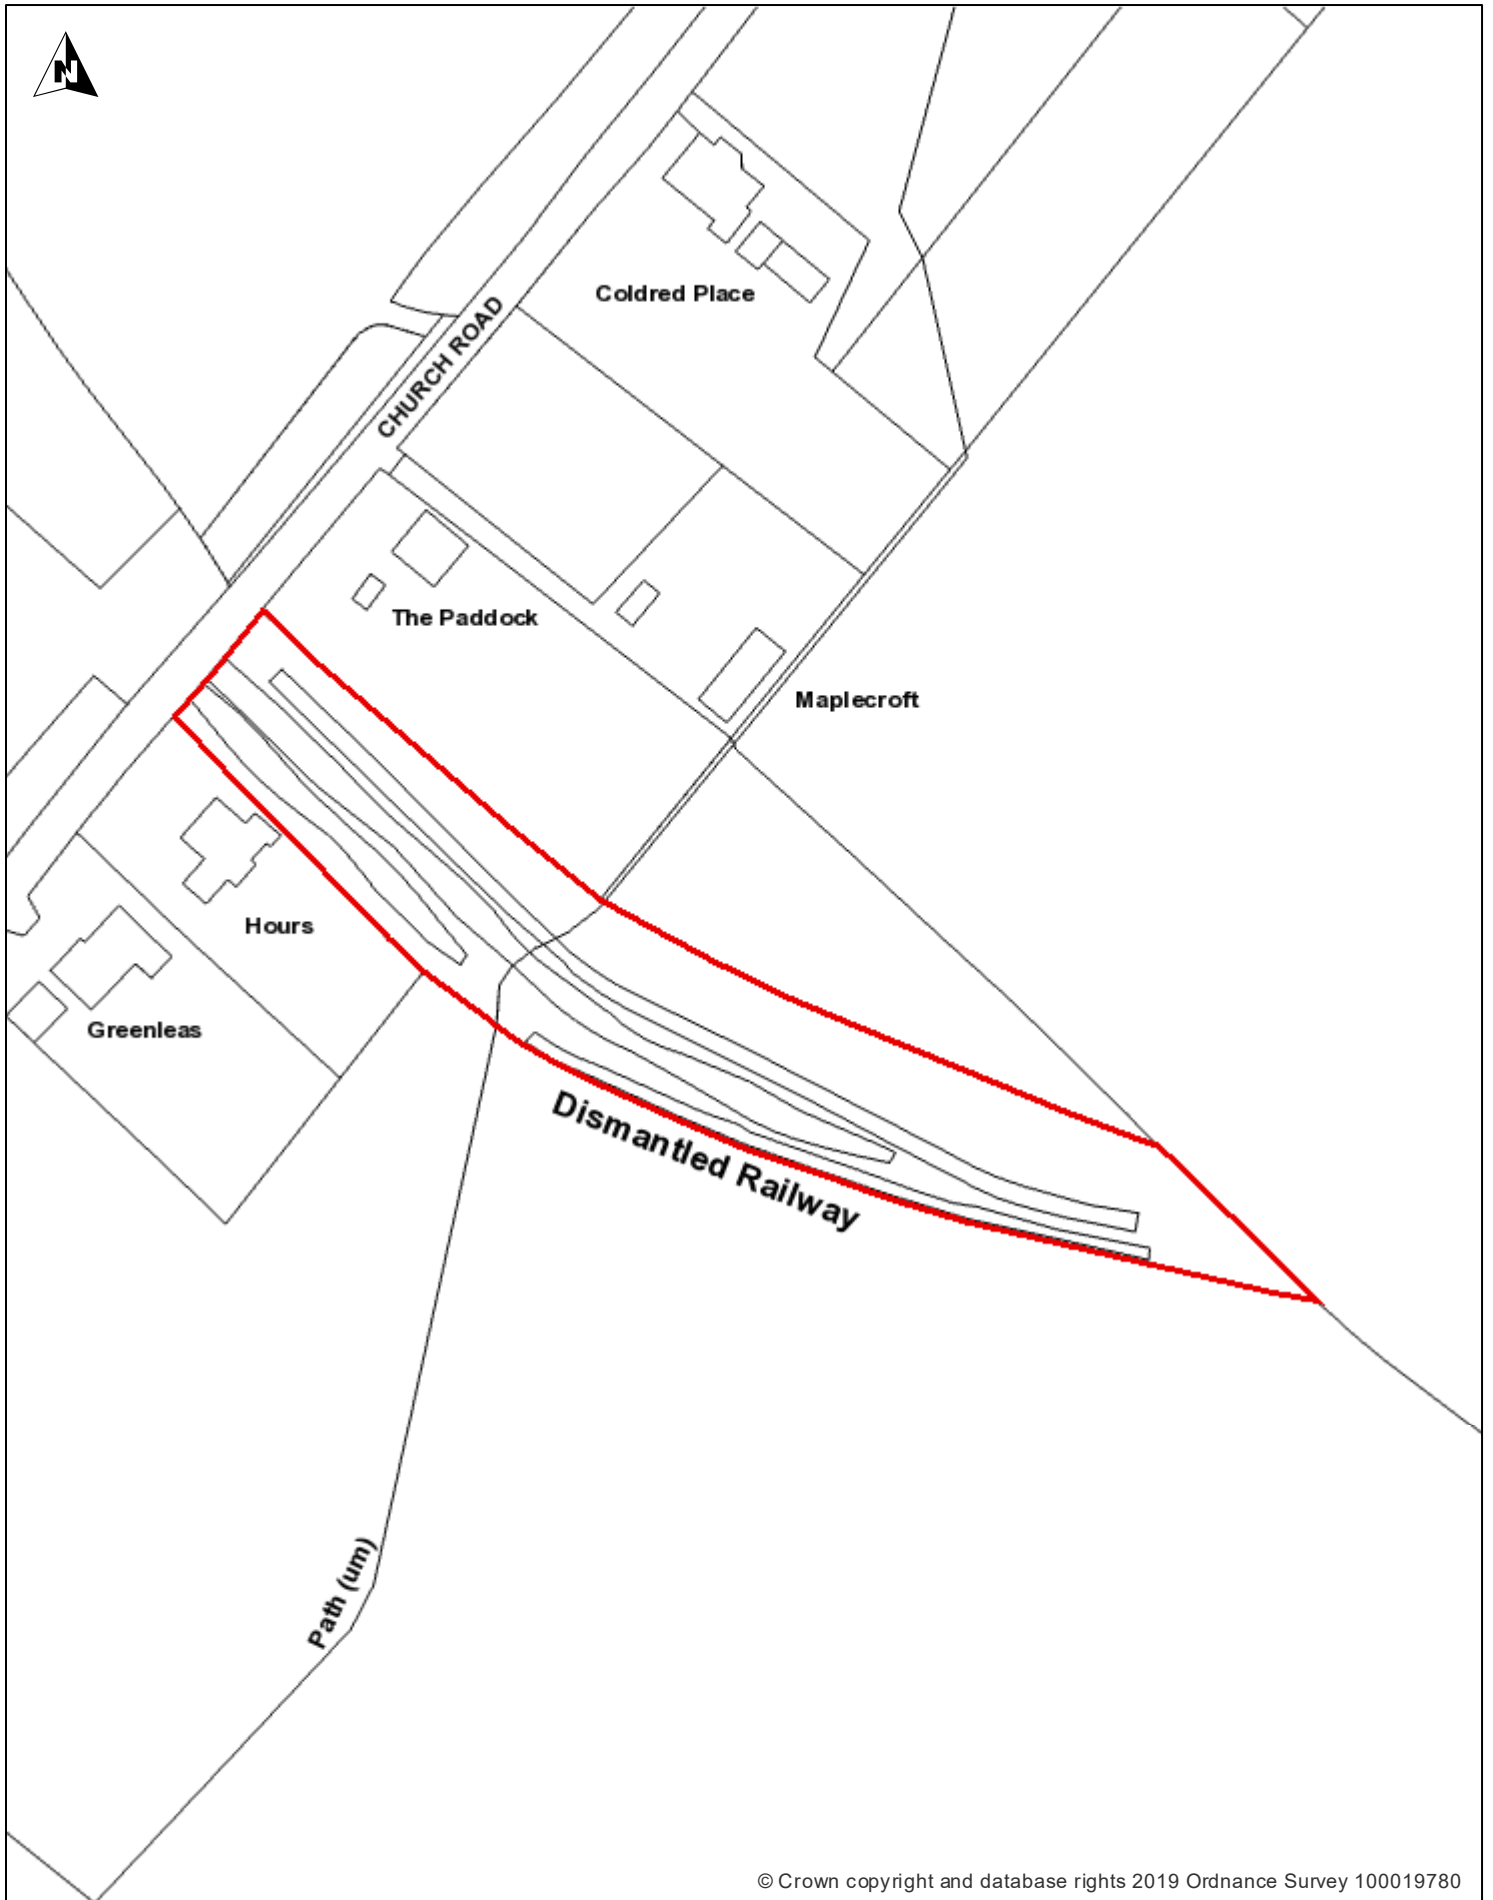 N
Coldred Place
CHURCH ROAD
The Paddock
Maplecroft
Hours
Greenleas
Dismantled Railway
Path (um)
© Crown copyright and database rights 2019 Ordnance Survey 100019780